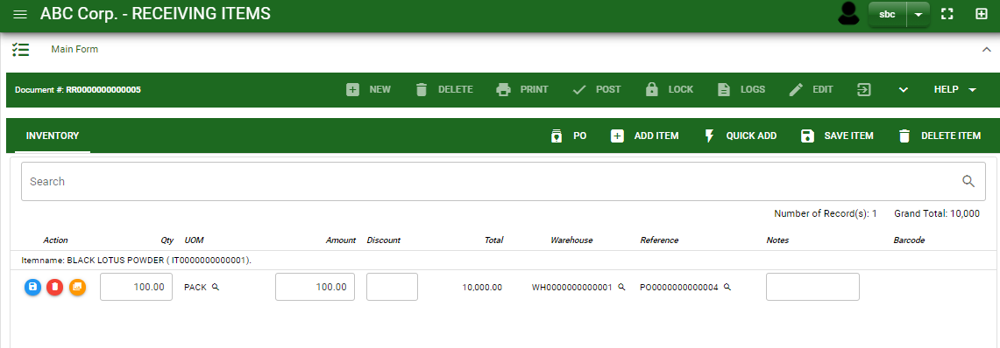 ABC Corp. - RECEIVING ITEMS sbc
Main Form
Document #: RR0000000000005 NEW DELETE PRINT POST LOCK LOGS EDIT HELP
INVENTORY PO ADD ITEM QUICK ADD SAVE ITEM DELETE ITEM
Search
Number of Record(s): 1 Grand Total: 10,000
Action Qty UOM Amount Discount Total Warehouse Reference Notes Barcode
Itemname: BLACK LOTUS POWDER ( IT0000000000001).
100.00 PACK 100.00 10,000.00 WH0000000000001 PO0000000000004